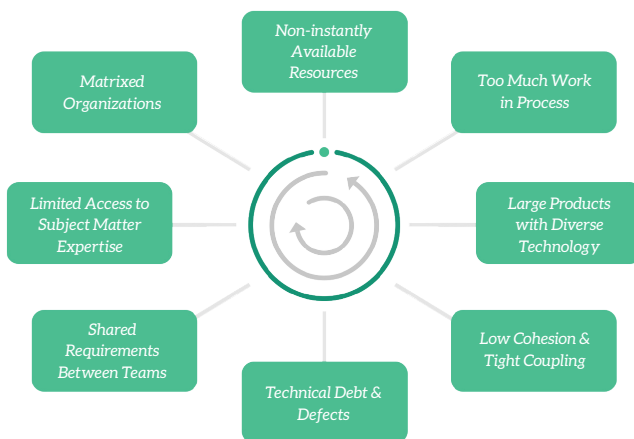 Non-instantly
Available
Resources
Matrixed
Organizations
Too Much Work
in Process
Limited Access to
Subject Matter
Expertise
Large Products
with Diverse
Technology
Shared
Requirements
Between Teams
Low Cohesion &
Tight Coupling
Technical Debt &
Defects